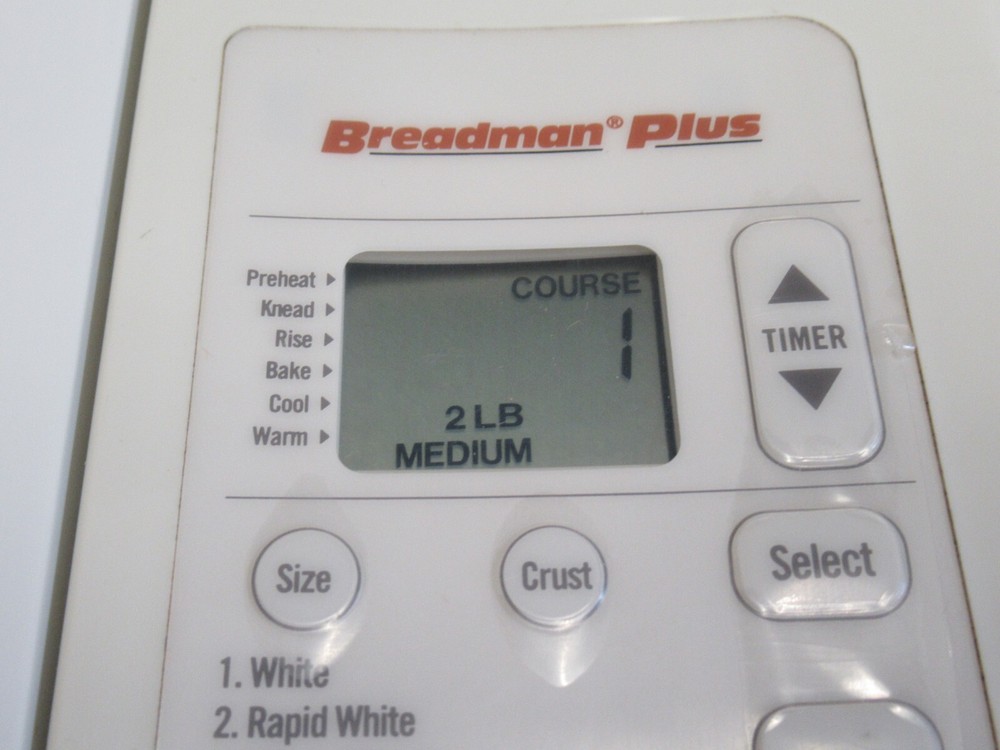 Breadman® Plus
Preheat
Knead
Rise
Bake
Cool
Warm
COURSE
1
2 LB
MEDIUM
TIMER
Size
Crust
Select
1. White
2. Rapid White